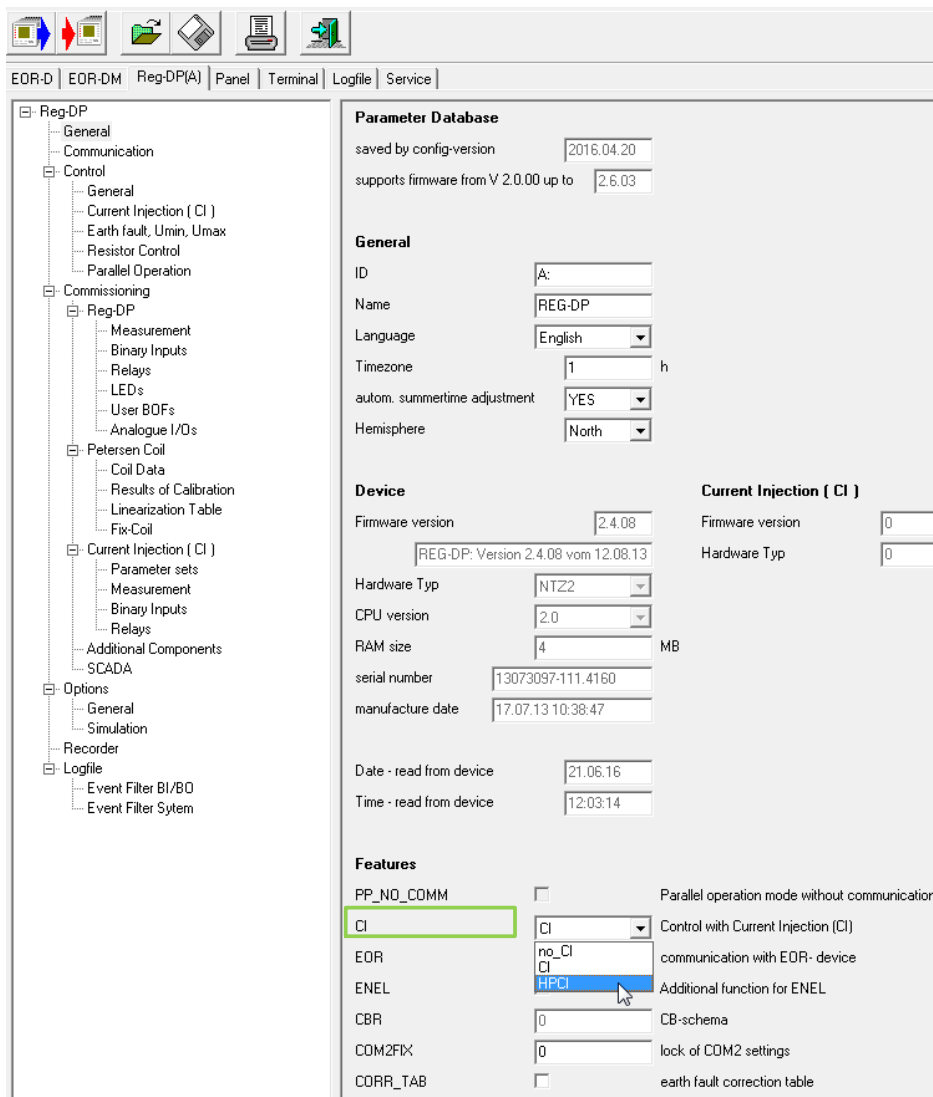 EOR-D EOR-DM Reg-DP(A) Panel Terminal Logfile Service
Reg-DP
General
Communication
Control
General
Current Injection ( CI )
Earth fault, Umin, Umax
Resistor Control
Parallel Operation
Commissioning
Reg-DP
Measurement
Binary Inputs
Relays
LEDs
User BOFs
Analogue I/Os
Petersen Coil
Coil Data
Results of Calibration
Linearization Table
Fix-Coil
Current Injection ( CI )
Parameter sets
Measurement
Binary Inputs
Relays
Additional Components
SCADA
Options
General
Simulation
Recorder
Logfile
Event Filter BI/BO
Event Filter Sytem
Parameter Database
saved by config-version 2016.04.20
supports firmware from V 2.0.00 up to 2.6.03
General
ID A:
Name REG-DP
Language English
Timezone 1 h
autom. summertime adjustment YES
Hemisphere North
Device
Firmware version 2.4.08
REG-DP: Version 2.4.08 vom 12.08.13
Hardware Typ NTZ2
CPU version 2.0
RAM size 4 MB
serial number 13073097-111.4160
manufacture date 17.07.13 10:38:47
Date - read from device 21.06.16
Time - read from device 12:03:14
Current Injection ( CI )
Firmware version 0
Hardware Typ 0
Features
PP_NO_COMM Parallel operation mode without communication
CI CI Control with Current Injection (CI)
no_CI
CI
HPCI
EOR communication with EOR- device
ENEL Additional function for ENEL
CBR 0 CB-schema
COM2FIX 0 lock of COM2 settings
CORR_TAB earth fault correction table